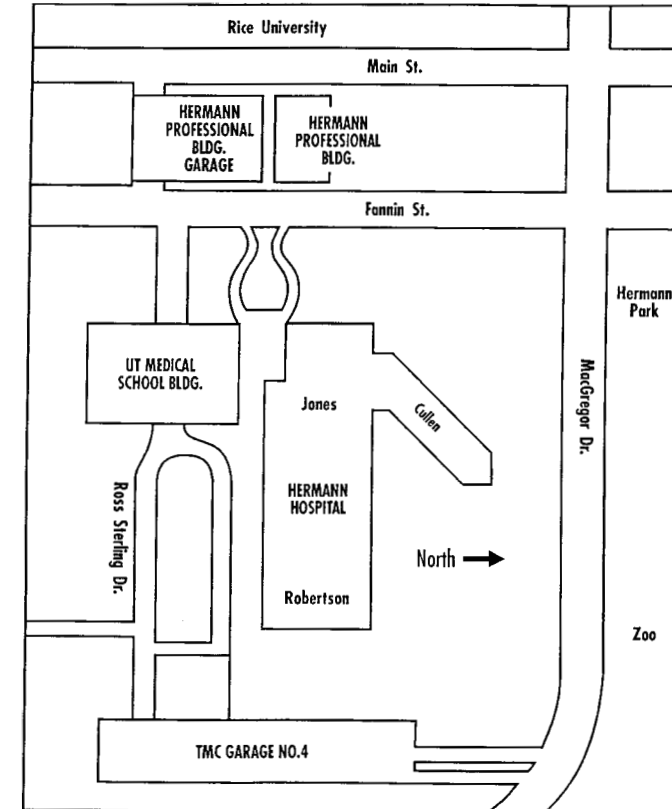 Rice University
Main St.
HERMANN
PROFESSIONAL
BLDG.
GARAGE
HERMANN
PROFESSIONAL
BLDG.
Fannin St.
Hermann
Park
UT MEDICAL
SCHOOL BLDG.
Jones
Cullen
MacGregor Dr.
HERMANN
HOSPITAL
Ross Sterling Dr.
North
Robertson
Zoo
TMC GARAGE NO.4